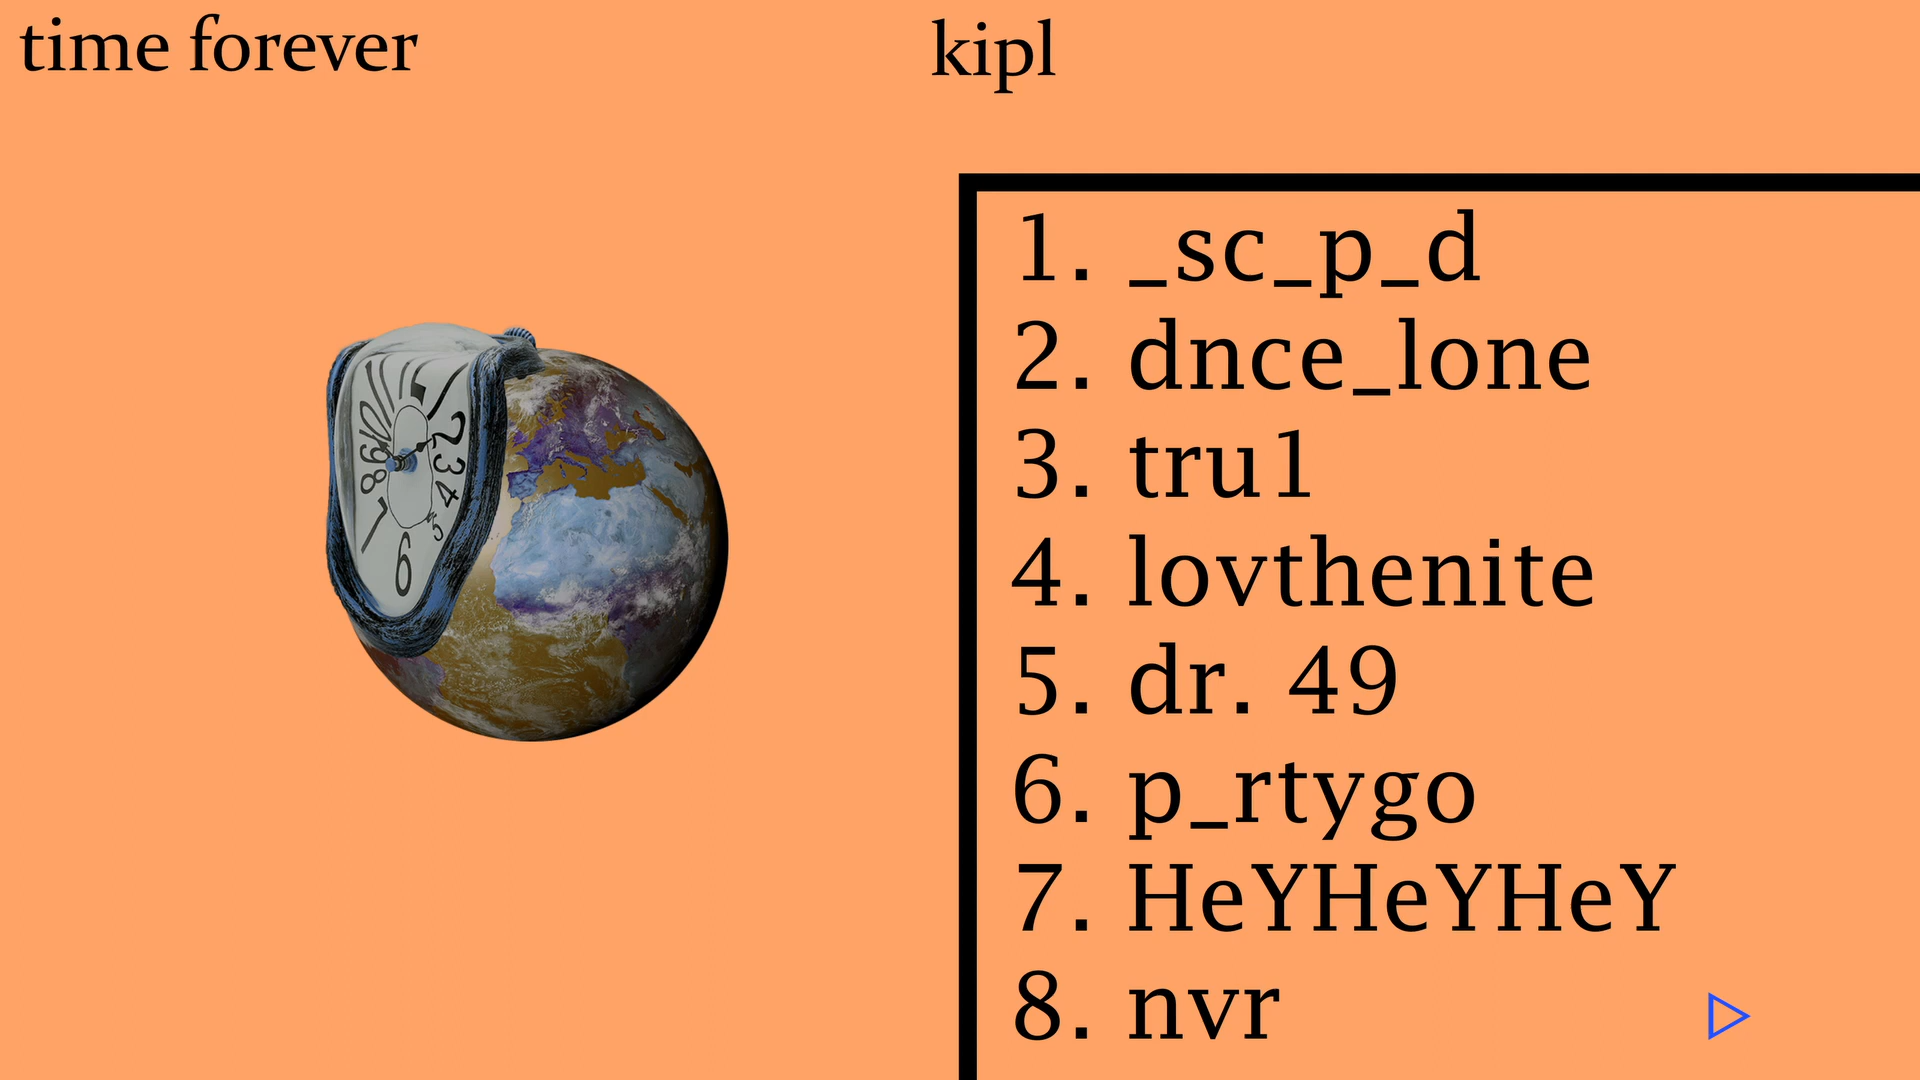 time forever
kipl
1. _sc_p_d
2. dnce_lone
3. tru1
4. lovthenite
5. dr. 49
6. p_rtygo
7. HeYHeYHeY
8. nvr